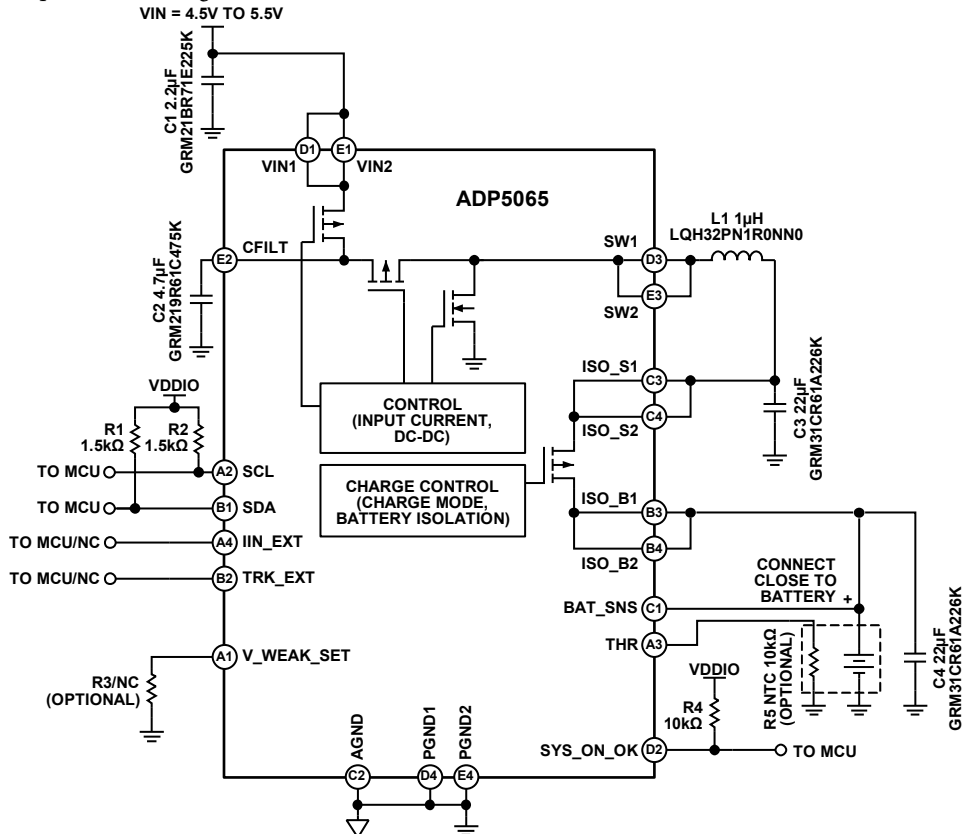 VIN = 4.5V TO 5.5V
C1 2.2µF
GRM21BR71E225K
D1
E1
VIN1
VIN2
ADP5065
E2
CFILT
C2 4.7µF
GRM219R61C475K
SW1
D3
E3
SW2
L1 1µH
LQH32PN1R0NN0
ISO_S1
C3
C4
ISO_S2
C3 22µF
GRM31CR61A226K
VDDIO
R1
1.5kΩ
R2
1.5kΩ
CONTROL
(INPUT CURRENT,
DC-DC)
TO MCU
A2
SCL
TO MCU
B1
SDA
CHARGE CONTROL
(CHARGE MODE,
BATTERY ISOLATION)
ISO_B1
B3
B4
ISO_B2
TO MCU/NC
A4
IIN_EXT
TO MCU/NC
B2
TRK_EXT
CONNECT
CLOSE TO
BATTERY
+
BAT_SNS
C1
THR
A3
A1
V_WEAK_SET
R3/NC
(OPTIONAL)
R5 NTC 10kΩ
(OPTIONAL)
C4 22µF
GRM31CR61A226K
VDDIO
R4
10kΩ
SYS_ON_OK
D2
TO MCU
AGND
PGND1
PGND2
C2
D4
E4